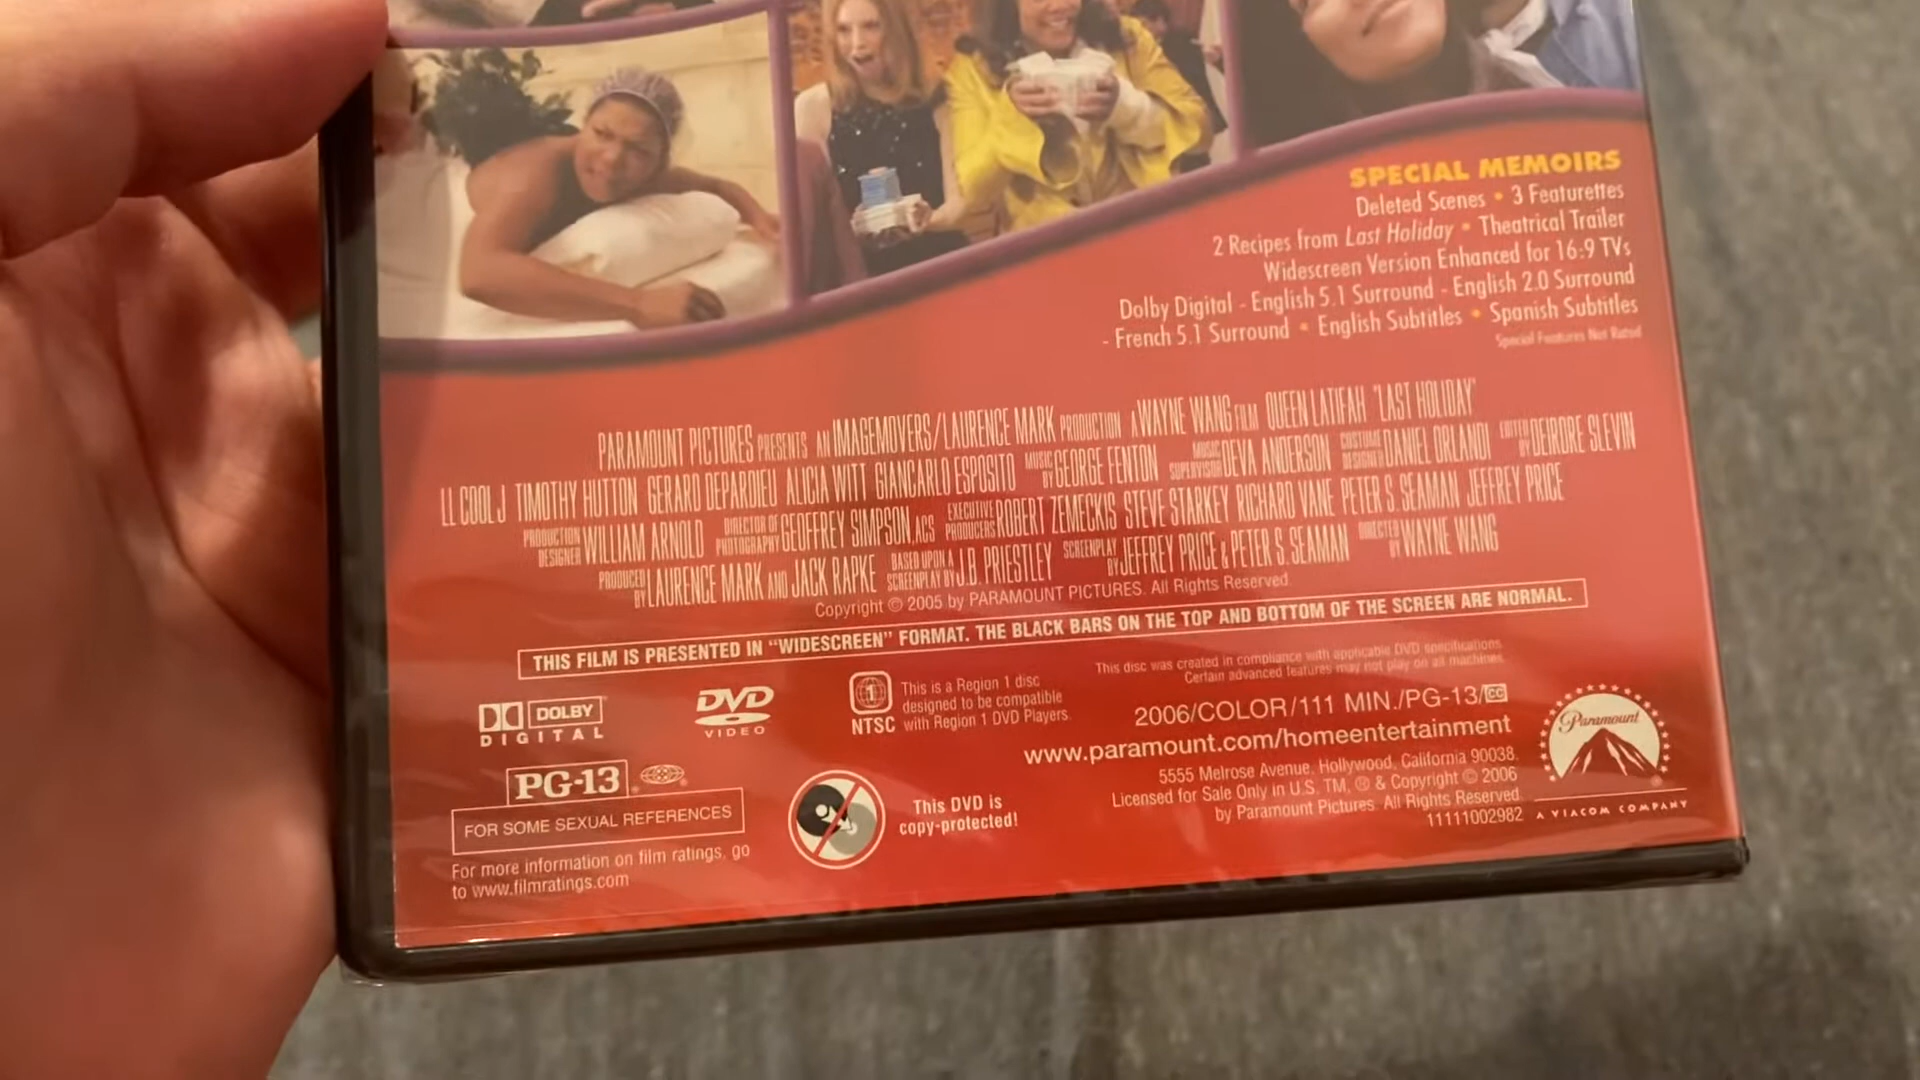 SPECIAL MEMOIRS
Deleted Scenes • 3 Featurettes
2 Recipes from Last Holiday • Theatrical Trailer
Widescreen Version Enhanced for 16:9 TVs
Dolby Digital - English 5.1 Surround - English 2.0 Surround
- French 5.1 Surround • English Subtitles • Spanish Subtitles
Special Features Not Rated
PARAMOUNT PICTURES PRESENTS AN IMAGEMOVERS/LAURENCE MARK PRODUCTION A WAYNE WANG FILM QUEEN LATIFAH "LAST HOLIDAY"
LL COOL J TIMOTHY HUTTON GERARD DEPARDIEU ALICIA WITT GIANCARLO ESPOSITO MUSIC BY GEORGE FENTON MUSIC SUPERVISOR DEVA ANDERSON COSTUME DESIGNER DANIEL ORLANDI EDITED BY DEIRDRE SLEVIN
PRODUCTION DESIGNER WILLIAM ARNOLD DIRECTOR OF PHOTOGRAPHY GEOFFREY SIMPSON, ACS EXECUTIVE PRODUCERS ROBERT ZEMECKIS STEVE STARKEY RICHARD VANE PETER S. SEAMAN JEFFREY PRICE
PRODUCED BY LAURENCE MARK AND JACK RAPKE BASED UPON A SCREENPLAY BY J.B. PRIESTLEY SCREENPLAY BY JEFFREY PRICE & PETER S. SEAMAN DIRECTED BY WAYNE WANG
Copyright © 2005 by PARAMOUNT PICTURES. All Rights Reserved.
THIS FILM IS PRESENTED IN “WIDESCREEN” FORMAT. THE BLACK BARS ON THE TOP AND BOTTOM OF THE SCREEN ARE NORMAL.
DOLBY
DIGITAL
DVD
VIDEO
1
NTSC
This is a Region 1 disc
designed to be compatible
with Region 1 DVD Players.
This disc was created in compliance with applicable DVD specifications.
Certain advanced features may not play on all machines.
2006/COLOR/111 MIN./PG-13/CC
www.paramount.com/homeentertainment
5555 Melrose Avenue, Hollywood, California 90038.
Licensed for Sale Only in U.S. TM, ® & Copyright © 2006
by Paramount Pictures. All Rights Reserved.
11111002982
Paramount
A VIACOM COMPANY
PG-13 ®
FOR SOME SEXUAL REFERENCES
For more information on film ratings, go
to www.filmratings.com
This DVD is
copy-protected!